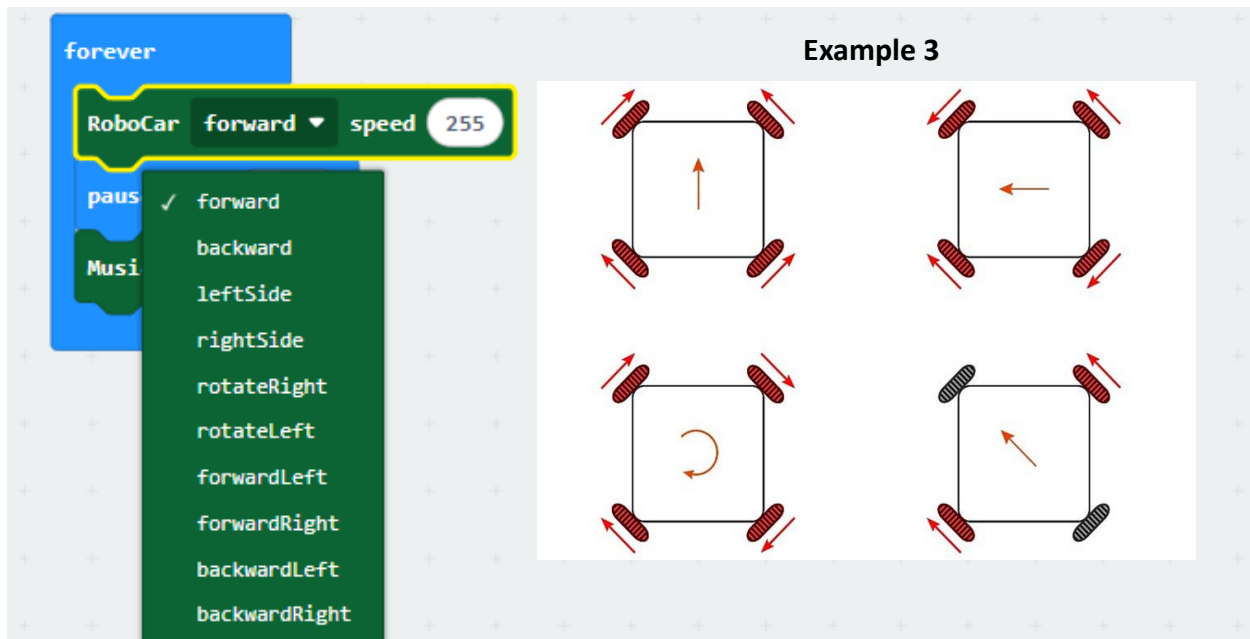 forever
Example 3
RoboCar forward speed 255
paus
✓ forward
backward
Musi
leftSide
rightSide
rotateRight
rotateLeft
forwardLeft
forwardRight
backwardLeft
backwardRight